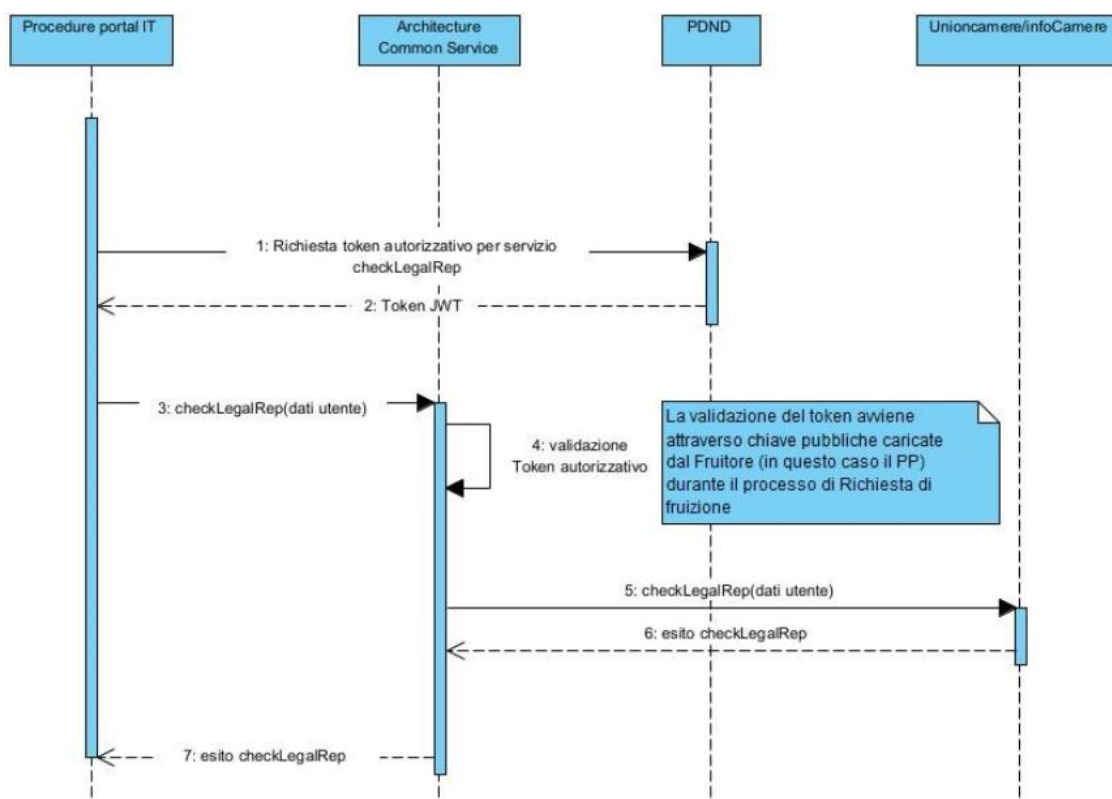 Procedure portal IT
Architecture
Common Service
PDND
Unioncamere/infoCamere
1: Richiesta token autorizzativo per servizio
checkLegalRep
2: Token JWT
3: checkLegalRep(dati utente)
4: validazione
Token autorizzativo
La validazione del token avviene
attraverso chiave pubbliche caricate
dal Fruitore (in questo caso il PP)
durante il processo di Richiesta di
fruizione
5: checkLegalRep(dati utente)
6: esito checkLegalRep
7: esito checkLegalRep